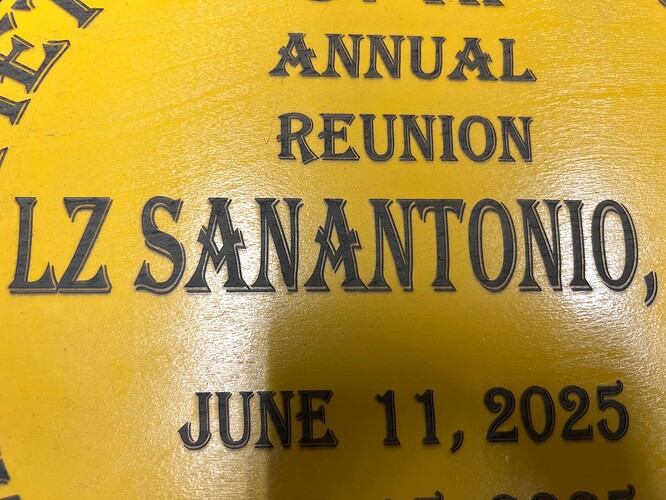 ANNUAL
REUNION
LZ SANANTONIO,
JUNE 11, 2025